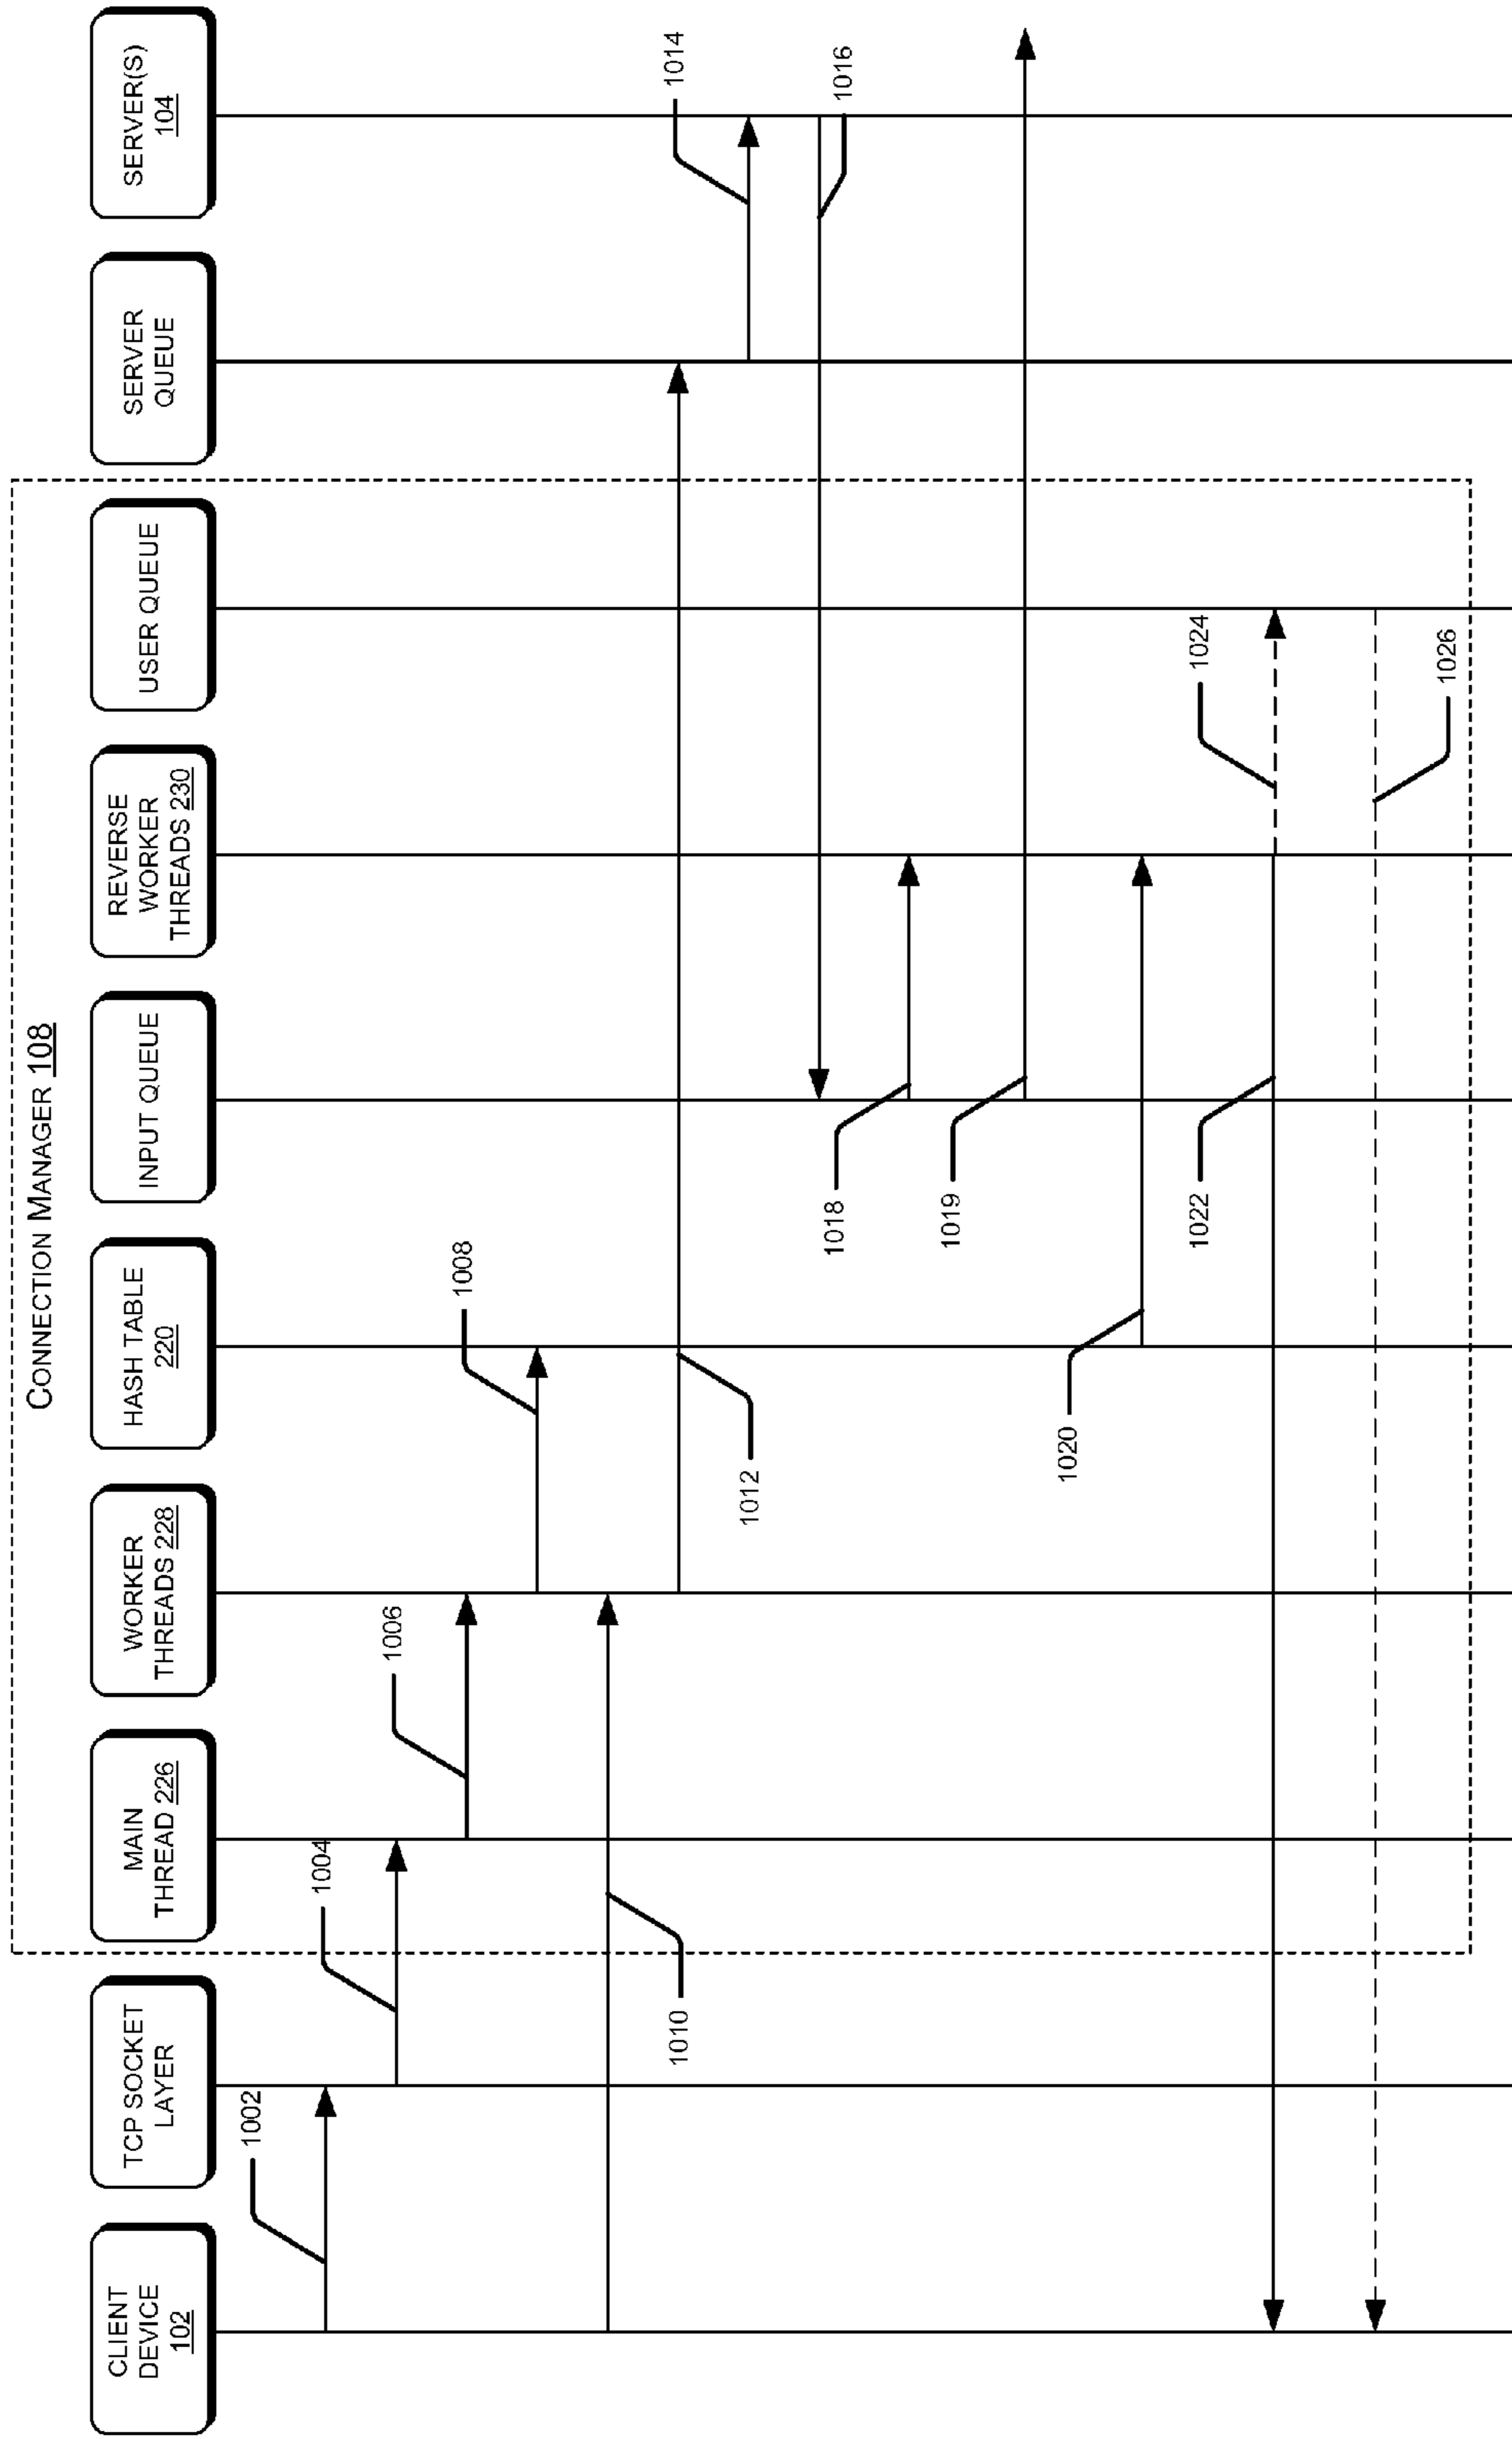 CONNECTION MANAGER 108
CLIENT
DEVICE
102
TCP SOCKET
LAYER
MAIN
THREAD 226
WORKER
THREADS 228
HASH TABLE
220
INPUT QUEUE
REVERSE
WORKER
THREADS 230
USER QUEUE
SERVER
QUEUE
SERVER(S)
104
1002
1004
1006
1008
1010
1012
1014
1016
1018
1019
1020
1022
1024
1026